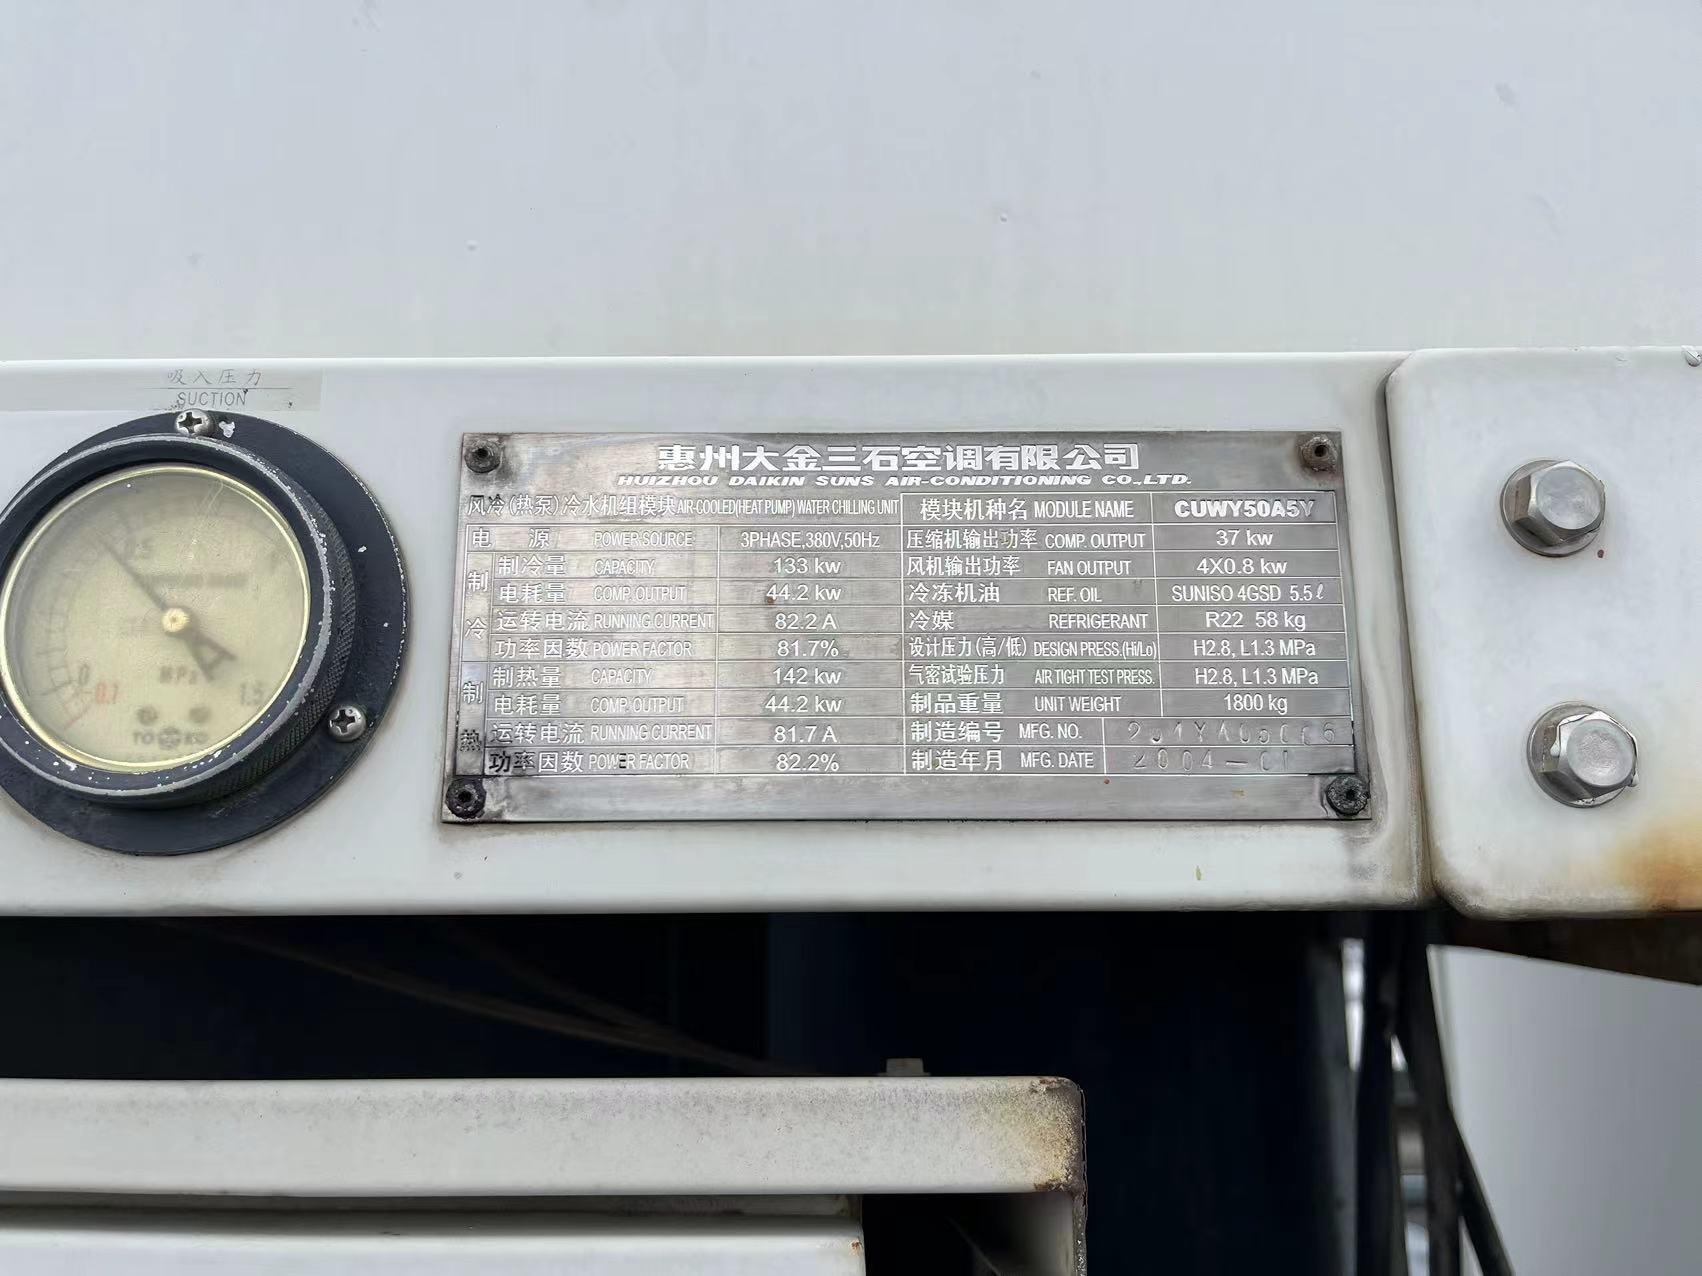 吸入压力
SUCTION
0.5
0
-0.1
1.5
MPa
惠州大金三石空调有限公司
HUIZHOU DAIKIN SUNS AIR-CONDITIONING CO.,LTD.
风冷(热泵)冷水机组模块 AIR-COOLED(HEAT PUMP) WATER CHILLING UNIT 模块机种名 MODULE NAME CUWY50A5Y
电 源 POWER SOURCE 3PHASE,380V,50Hz 压缩机输出功率 COMP. OUTPUT 37 kw
制冷
制冷量 CAPACITY 133 kw 风机输出功率 FAN OUTPUT 4X0.8 kw
电耗量 COMP.OUTPUT 44.2 kw 冷冻机油 REF. OIL SUNISO 4GSD 5.5ℓ
运转电流 RUNNING CURRENT 82.2 A 冷媒 REFRIGERANT R22 58 kg
功率因数 POWER FACTOR 81.7% 设计压力(高/低) DESIGN PRESS.(Hi/Lo) H2.8, L1.3 MPa
制热
制热量 CAPACITY 142 kw 气密试验压力 AIR TIGHT TEST PRESS. H2.8, L1.3 MPa
电耗量 COMP. OUTPUT 44.2 kw 制品重量 UNIT WEIGHT 1800 kg
运转电流 RUNNING CURRENT 81.7 A 制造编号 MFG. NO.
功率因数 POWER FACTOR 82.2% 制造年月 MFG. DATE 2004-01